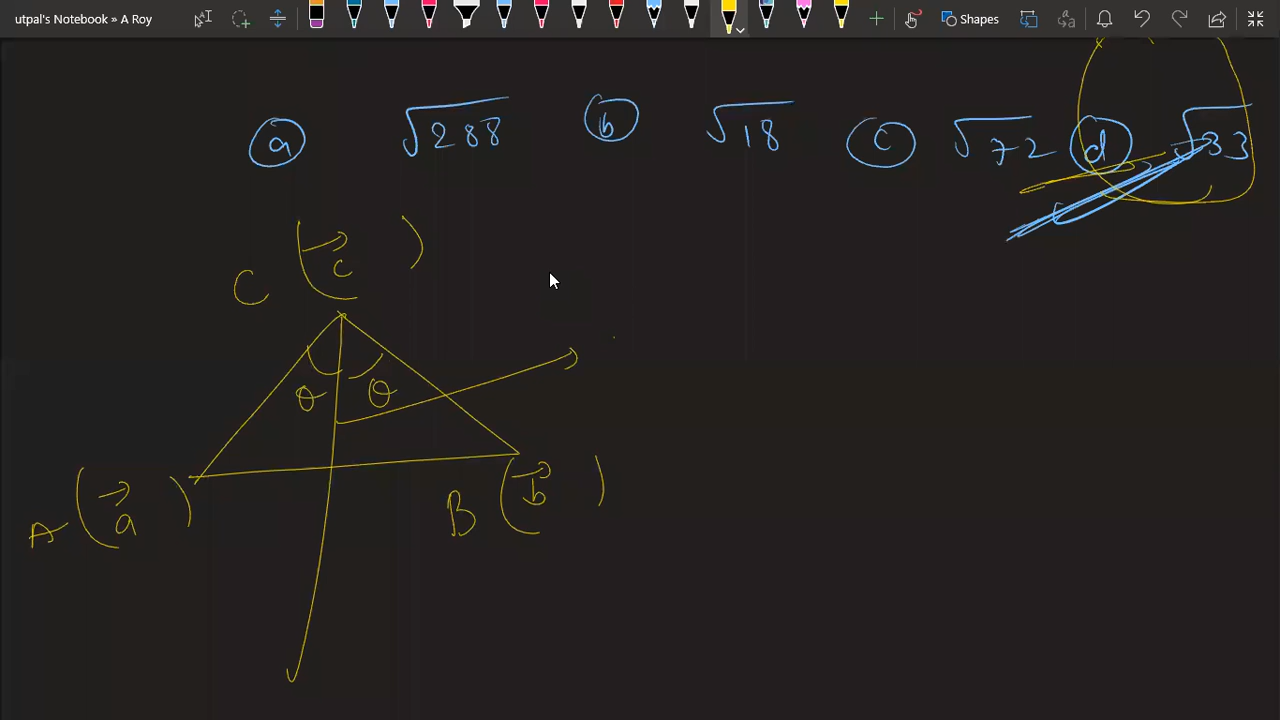 utpal's Notebook » A Roy
Shapes
a √288 b √18 c √72 d √33
C (→c)
θ θ
A (→a) B (→b)